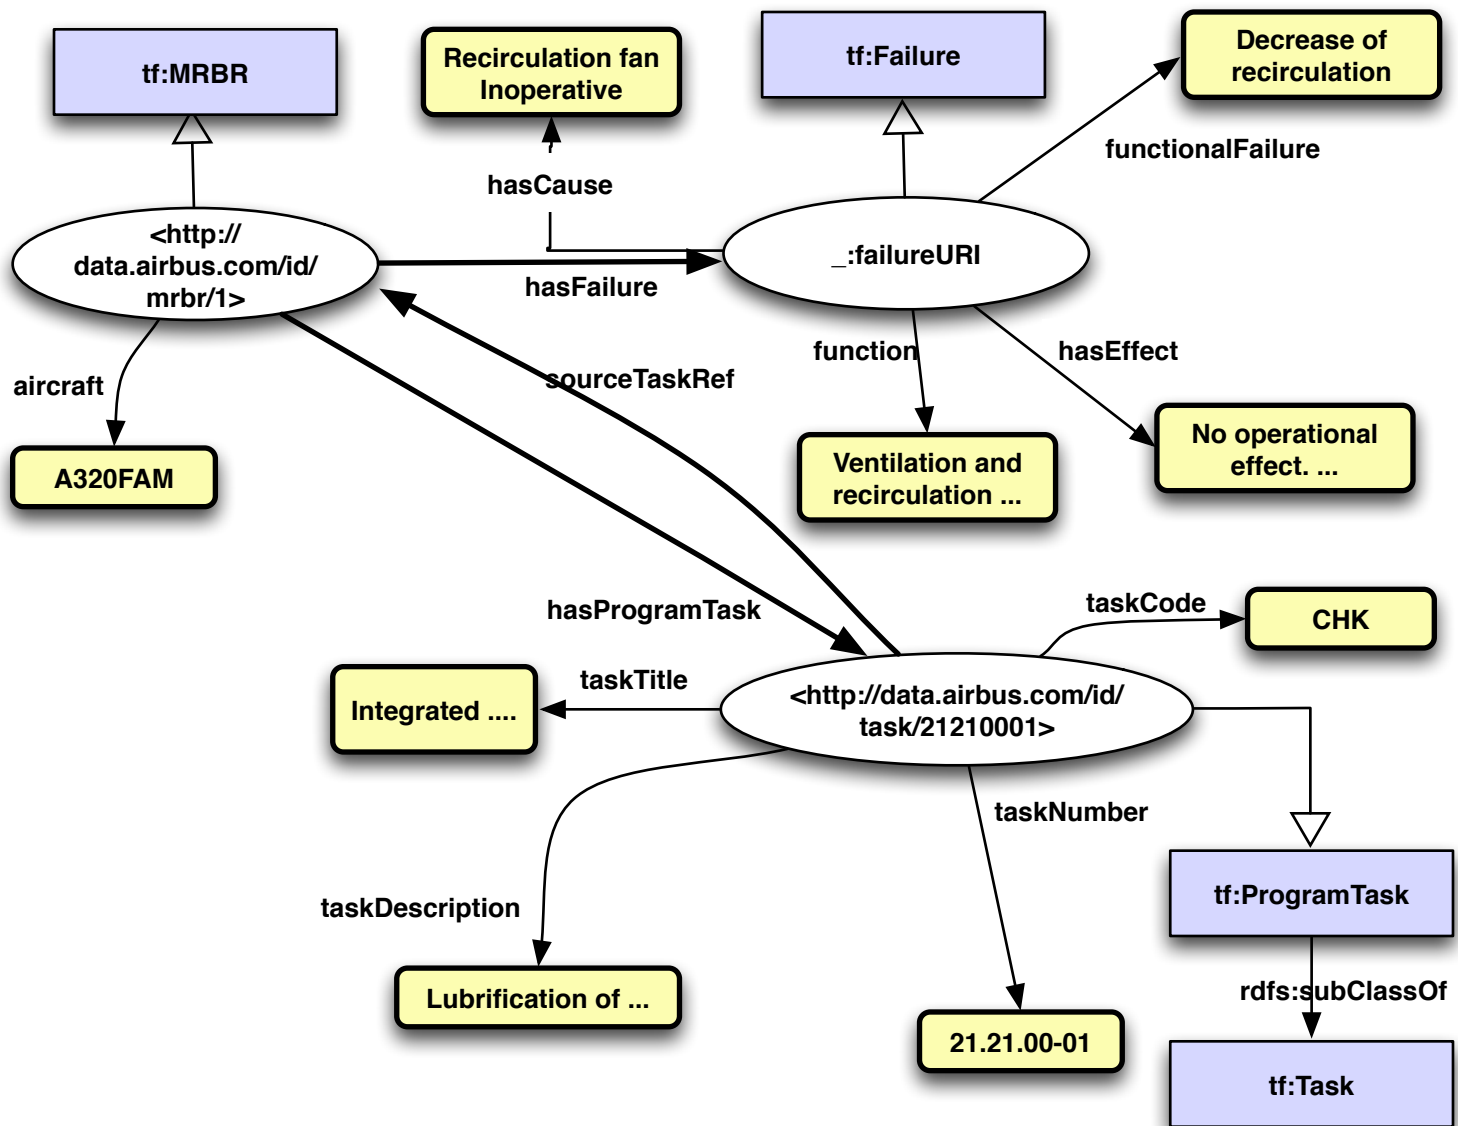 tf:MRBR
Recirculation fan
Inoperative
tf:Failure
Decrease of
recirculation
functionalFailure
hasCause
<http://
data.airbus.com/id/
mrbr/1>
_:failureURI
hasFailure
function
hasEffect
sourceTaskRef
aircraft
A320FAM
Ventilation and
recirculation ...
No operational
effect. ...
hasProgramTask
taskCode
CHK
taskTitle
Integrated ....
<http://data.airbus.com/id/
task/21210001>
taskNumber
taskDescription
tf:ProgramTask
Lubrification of ...
rdfs:subClassOf
21.21.00-01
tf:Task